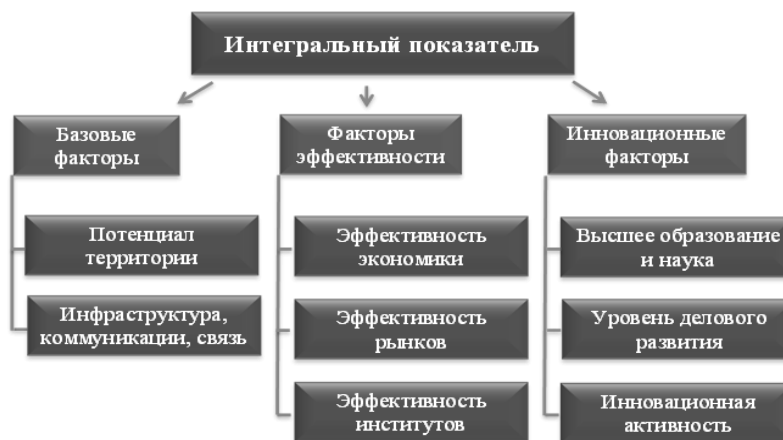 Интегральный показатель
Базовые
факторы
Потенциал
территории
Инфраструктура,
коммуникации, связь
Факторы
эффективности
Эффективность
экономики
Эффективность
рынков
Эффективность
институтов
Инновационные
факторы
Высшее образование
и наука
Уровень делового
развития
Инновационная
активность